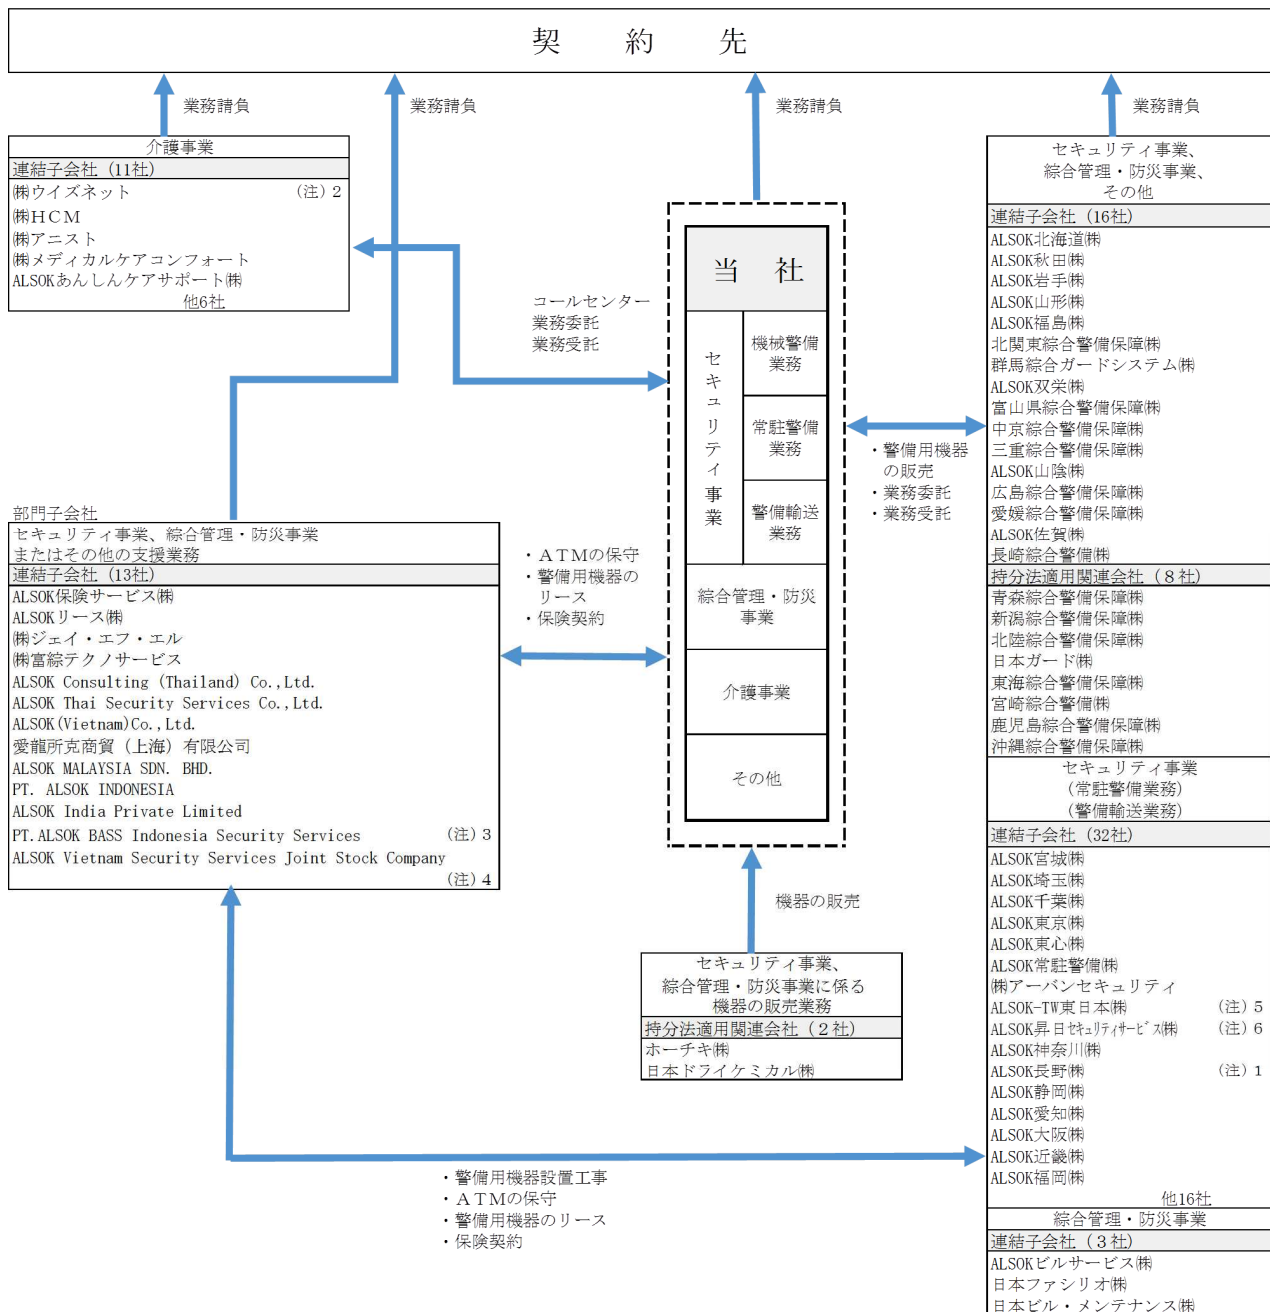 契 約 先
業務請負
業務請負
業務請負
業務請負
介護事業
連結子会社 (11社)
㈱ウイズネット (注) 2
㈱ＨＣＭ
㈱アニスト
㈱メディカルケアコンフォート
ALSOKあんしんケアサポート㈱
他6社
コールセンター
業務委託
業務受託
当 社
セキュリティ事業
機械警備
業務
常駐警備
業務
警備輸送
業務
綜合管理・防災
事業
介護事業
その他
・警備用機器
の販売
・業務委託
・業務受託
部門子会社
セキュリティ事業、綜合管理・防災事業
またはその他の支援業務
連結子会社 (13社)
ALSOK保険サービス㈱
ALSOKリース㈱
㈱ジェイ・エフ・エル
㈱富綜テクノサービス
ALSOK Consulting (Thailand) Co.,Ltd.
ALSOK Thai Security Services Co.,Ltd.
ALSOK(Vietnam)Co.,Ltd.
愛龍所克商貿（上海）有限公司
ALSOK MALAYSIA SDN. BHD.
PT. ALSOK INDONESIA
ALSOK India Private Limited
PT.ALSOK BASS Indonesia Security Services (注) 3
ALSOK Vietnam Security Services Joint Stock Company
(注) 4
・ＡＴＭの保守
・警備用機器の
リース
・保険契約
機器の販売
セキュリティ事業、
綜合管理・防災事業に係る
機器の販売業務
持分法適用関連会社（２社）
ホーチキ㈱
日本ドライケミカル㈱
・警備用機器設置工事
・ＡＴＭの保守
・警備用機器のリース
・保険契約
セキュリティ事業、
綜合管理・防災事業、
その他
連結子会社 (16社)
ALSOK北海道㈱
ALSOK秋田㈱
ALSOK岩手㈱
ALSOK山形㈱
ALSOK福島㈱
北関東綜合警備保障㈱
群馬綜合ガードシステム㈱
ALSOK双栄㈱
富山県綜合警備保障㈱
中京綜合警備保障㈱
三重綜合警備保障㈱
ALSOK山陰㈱
広島綜合警備保障㈱
愛媛綜合警備保障㈱
ALSOK佐賀㈱
長崎綜合警備㈱
持分法適用関連会社（８社）
青森綜合警備保障㈱
新潟綜合警備保障㈱
北陸綜合警備保障㈱
日本ガード㈱
東海綜合警備保障㈱
宮崎綜合警備㈱
鹿児島綜合警備保障㈱
沖縄綜合警備保障㈱
セキュリティ事業
(常駐警備業務)
(警備輸送業務)
連結子会社 (32社)
ALSOK宮城㈱
ALSOK埼玉㈱
ALSOK千葉㈱
ALSOK東京㈱
ALSOK東心㈱
ALSOK常駐警備㈱
㈱アーバンセキュリティ
ALSOK-TW東日本㈱ (注) 5
ALSOK昇日ｾｷｭﾘﾃｨｻｰﾋﾞｽ㈱ (注) 6
ALSOK神奈川㈱
ALSOK長野㈱ (注) 1
ALSOK静岡㈱
ALSOK愛知㈱
ALSOK大阪㈱
ALSOK近畿㈱
ALSOK福岡㈱
他16社
綜合管理・防災事業
連結子会社（３社）
ALSOKビルサービス㈱
日本ファシリオ㈱
日本ビル・メンテナンス㈱